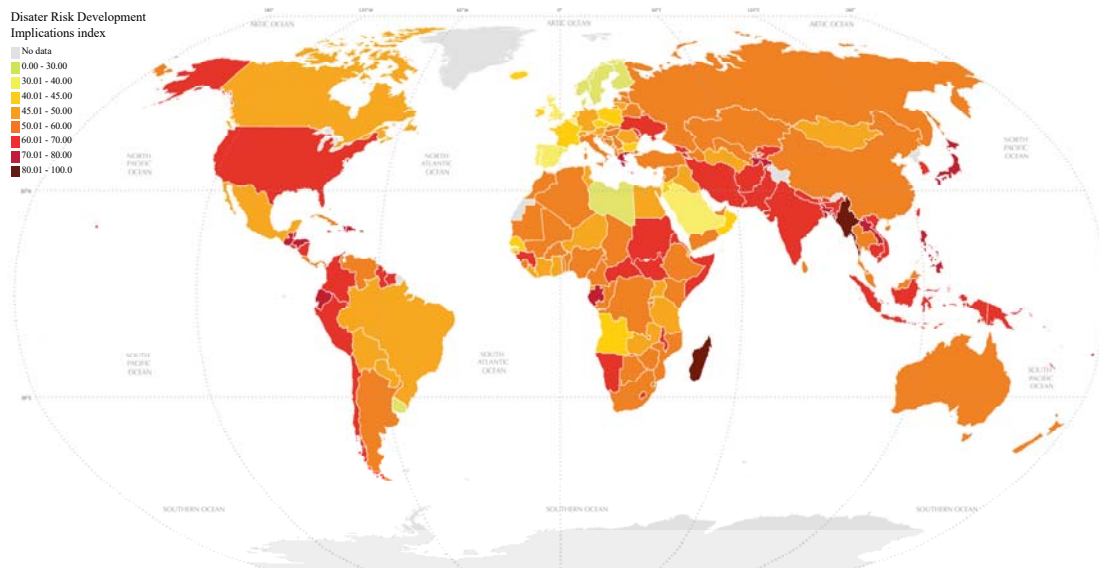 Disater Risk Development
Implications index
No data
0.00 - 30.00
30.01 - 40.00
40.01 - 45.00
45.01 - 50.00
50.01 - 60.00
60.01 - 70.00
70.01 - 80.00
80.01 - 100.0
ARTIC OCEAN
ARTIC OCEAN
ARTIC OCEAN
NORTH
PACIFIC
OCEAN
NORTH
ATLANTIC
OCEAN
NORTH
PACIFIC
OCEAN
SOUTH
PACIFIC
OCEAN
SOUTH
ATLANTIC
OCEAN
SOUTH
PACIFIC
OCEAN
SOUTHERN OCEAN
SOUTHERN OCEAN
SOUTHERN OCEAN